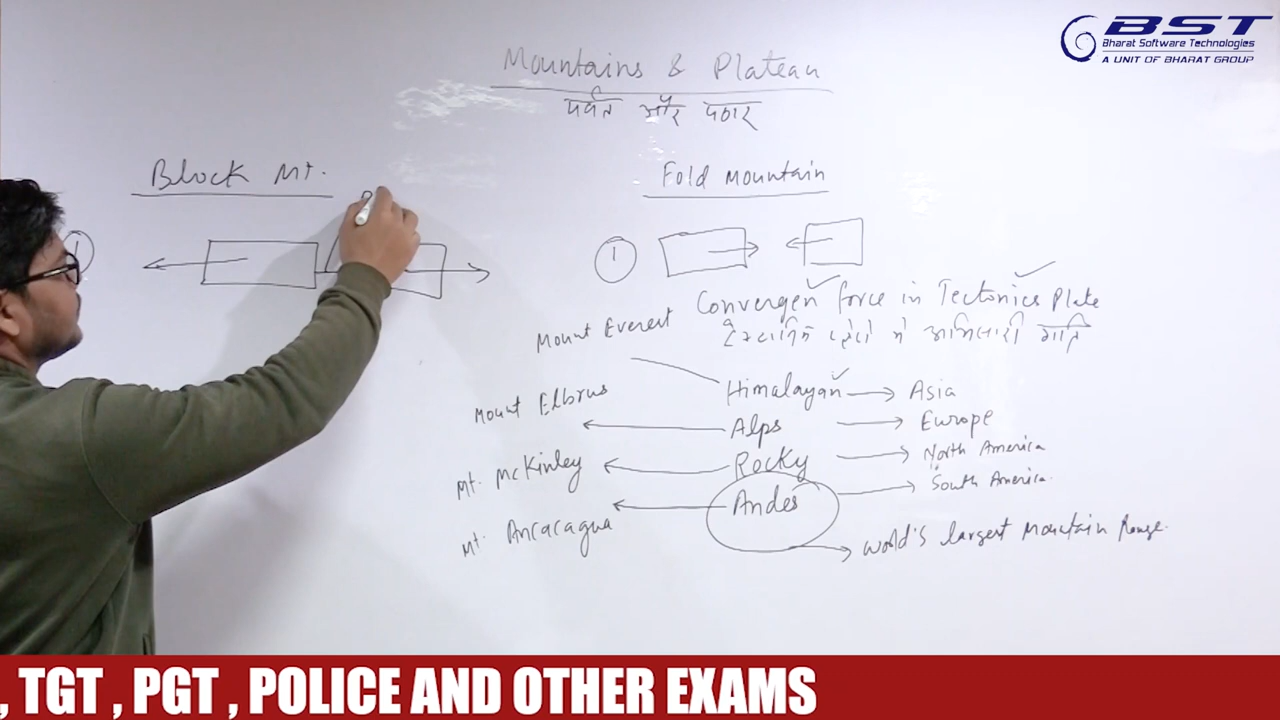 BST
Bharat Software Technologies
A UNIT OF BHARAT GROUP
Mountains & Plateau
पर्वत और पठार
Block Mt.
Fold Mountain
1
1
Convergen force in Tectonics Plate
Mount Everest
Himalayan Asia
Mount Elbrus
Alps Europe
Mt. McKinley
Rocky North America
Andes South America
Mt. Ancacagua
World's largest Mountain Range
, TGT , PGT , POLICE AND OTHER EXAMS